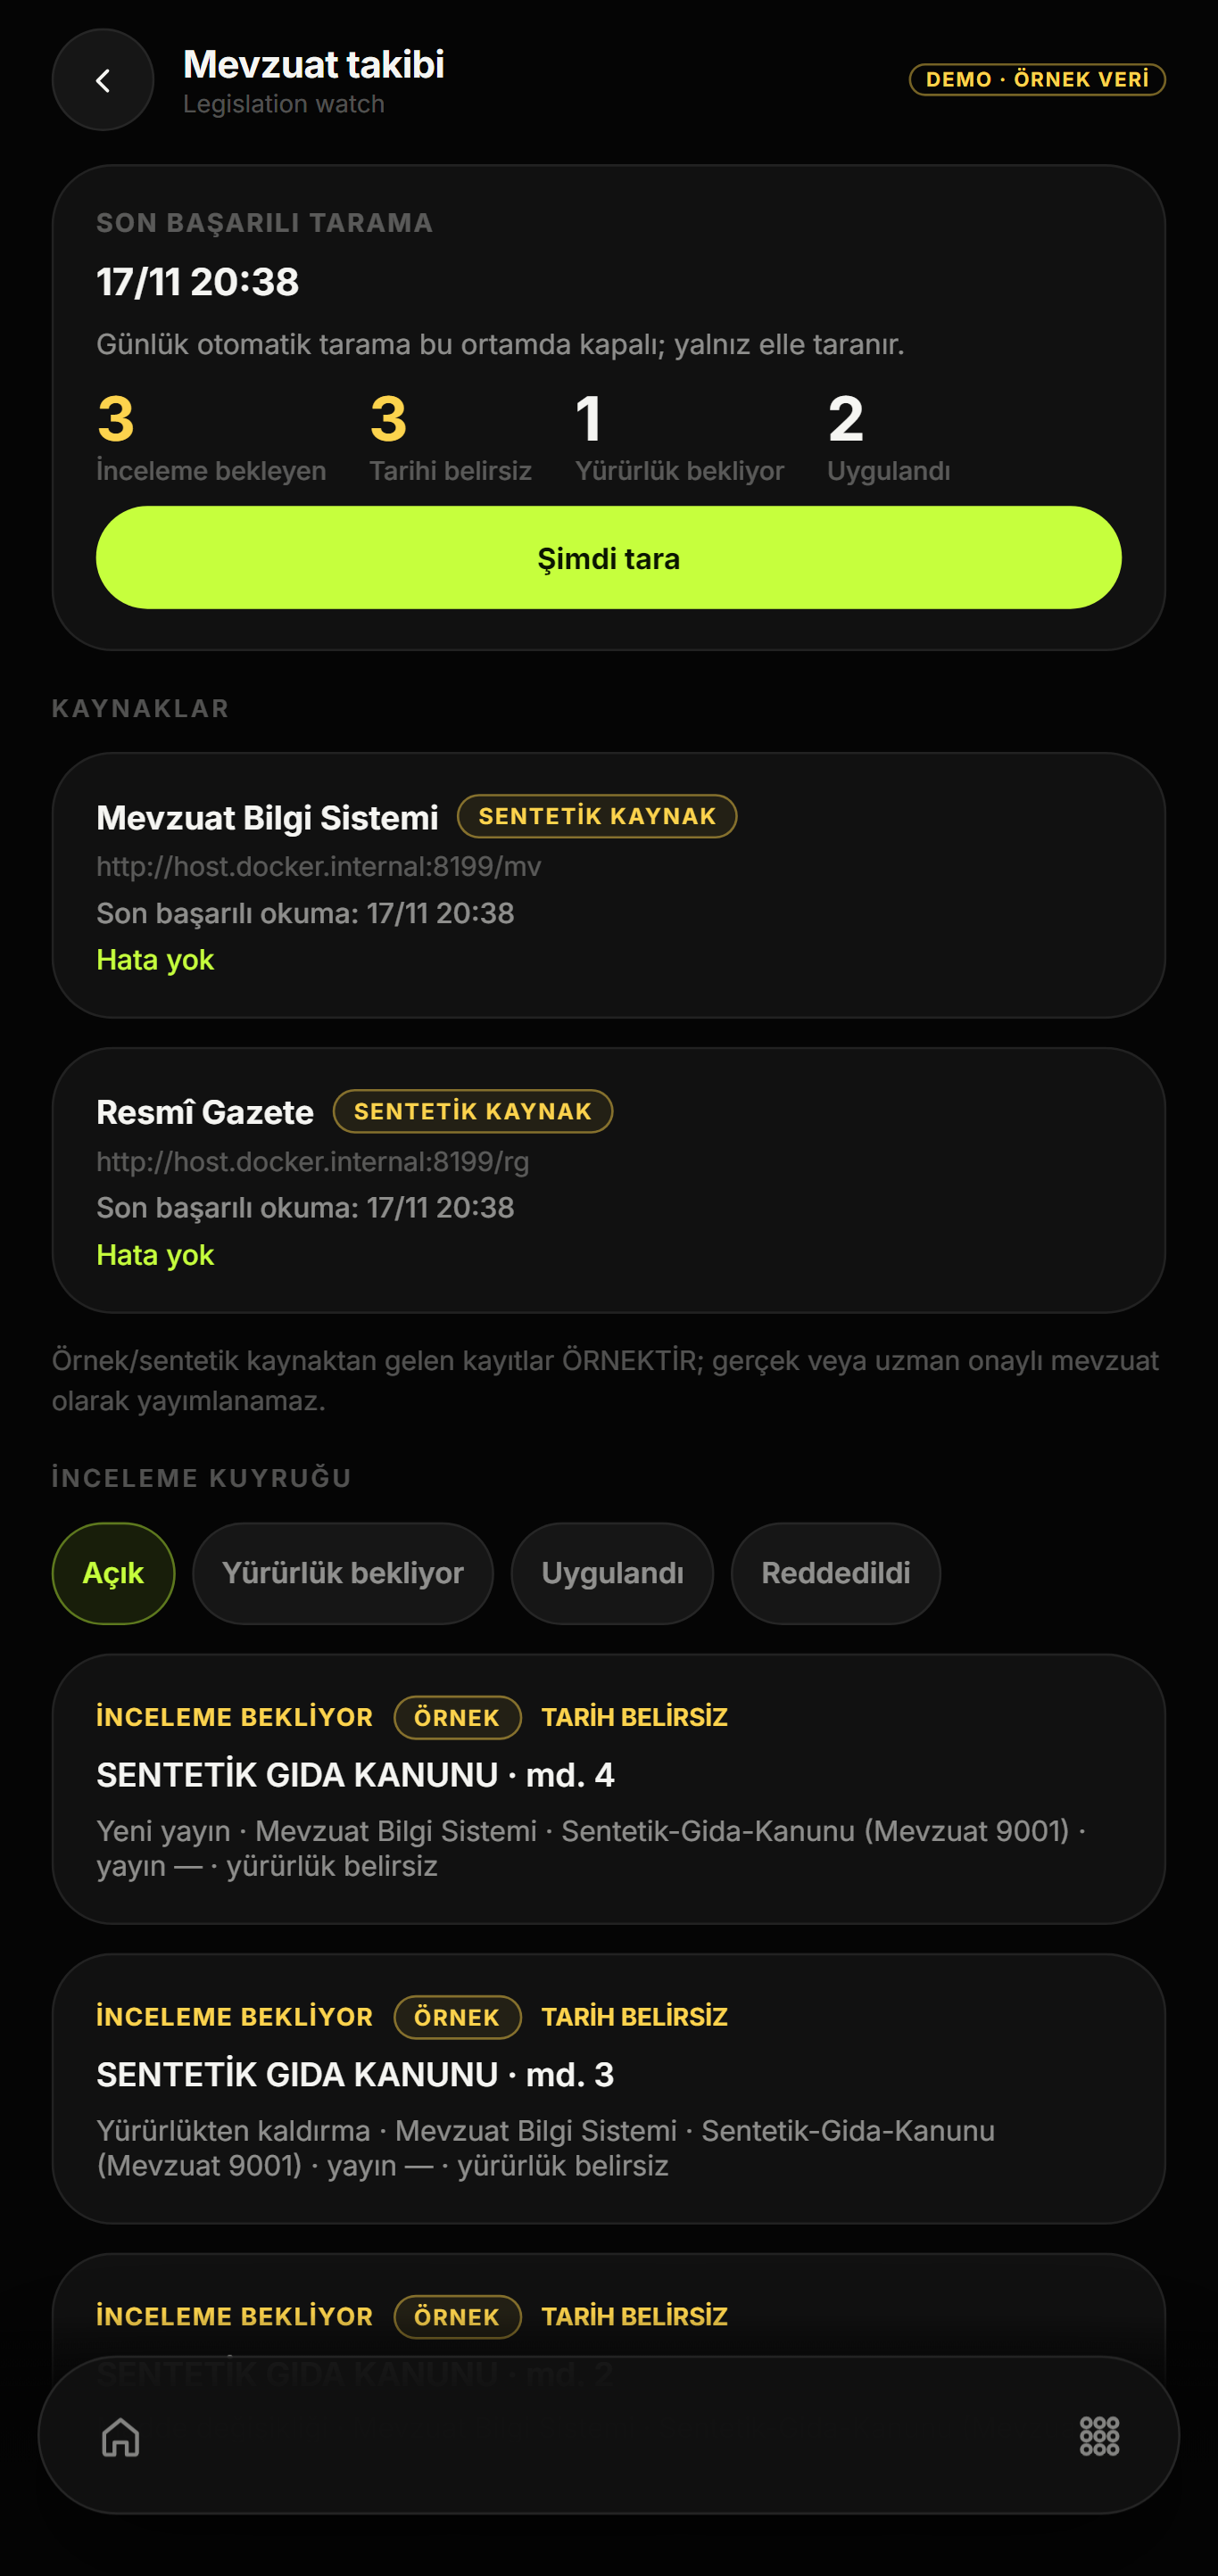 Mevzuat takibi
Legislation watch
DEMO · ÖRNEK VERİ
SON BAŞARILI TARAMA
17/11 20:38
Günlük otomatik tarama bu ortamda kapalı; yalnız elle taranır.
3 3 1 2
İnceleme bekleyen Tarihi belirsiz Yürürlük bekliyor Uygulandı
Şimdi tara
KAYNAKLAR
Mevzuat Bilgi Sistemi SENTETİK KAYNAK
http://host.docker.internal:8199/mv
Son başarılı okuma: 17/11 20:38
Hata yok
Resmî Gazete SENTETİK KAYNAK
http://host.docker.internal:8199/rg
Son başarılı okuma: 17/11 20:38
Hata yok
Örnek/sentetik kaynaktan gelen kayıtlar ÖRNEKTİR; gerçek veya uzman onaylı mevzuat
olarak yayımlanamaz.
İNCELEME KUYRUĞU
Açık Yürürlük bekliyor Uygulandı Reddedildi
İNCELEME BEKLİYOR ÖRNEK TARİH BELİRSİZ
SENTETİK GIDA KANUNU · md. 4
Yeni yayın · Mevzuat Bilgi Sistemi · Sentetik-Gida-Kanunu (Mevzuat 9001) ·
yayın — · yürürlük belirsiz
İNCELEME BEKLİYOR ÖRNEK TARİH BELİRSİZ
SENTETİK GIDA KANUNU · md. 3
Yürürlükten kaldırma · Mevzuat Bilgi Sistemi · Sentetik-Gida-Kanunu
(Mevzuat 9001) · yayın — · yürürlük belirsiz
İNCELEME BEKLİYOR ÖRNEK TARİH BELİRSİZ
SENTETİK GIDA KANUNU · md. 2